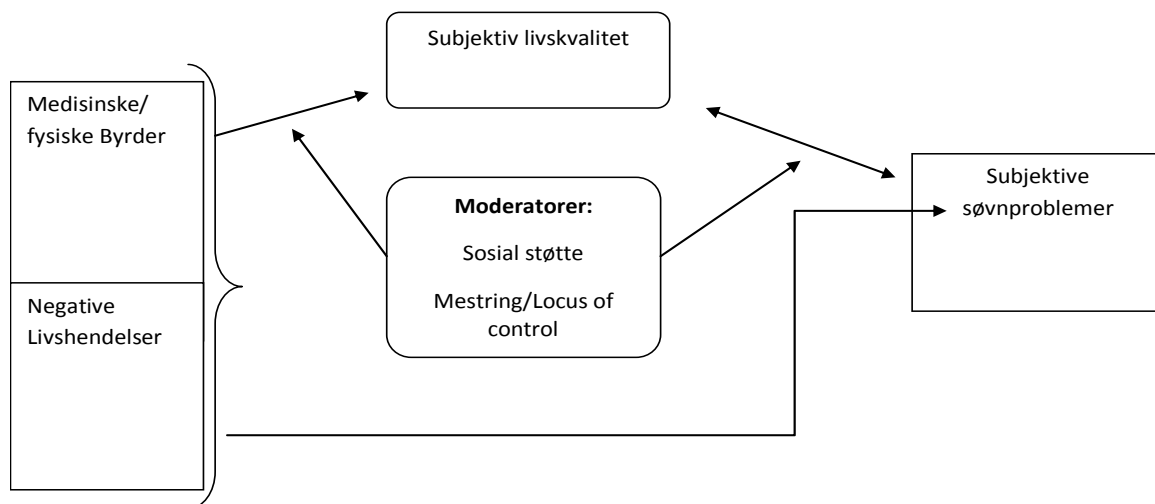 Subjektiv livskvalitet
Medisinske/
fysiske Byrder
Moderatorer:
Sosial støtte
Mestring/Locus of
control
Subjektive
søvnproblemer
Negative
Livshendelser